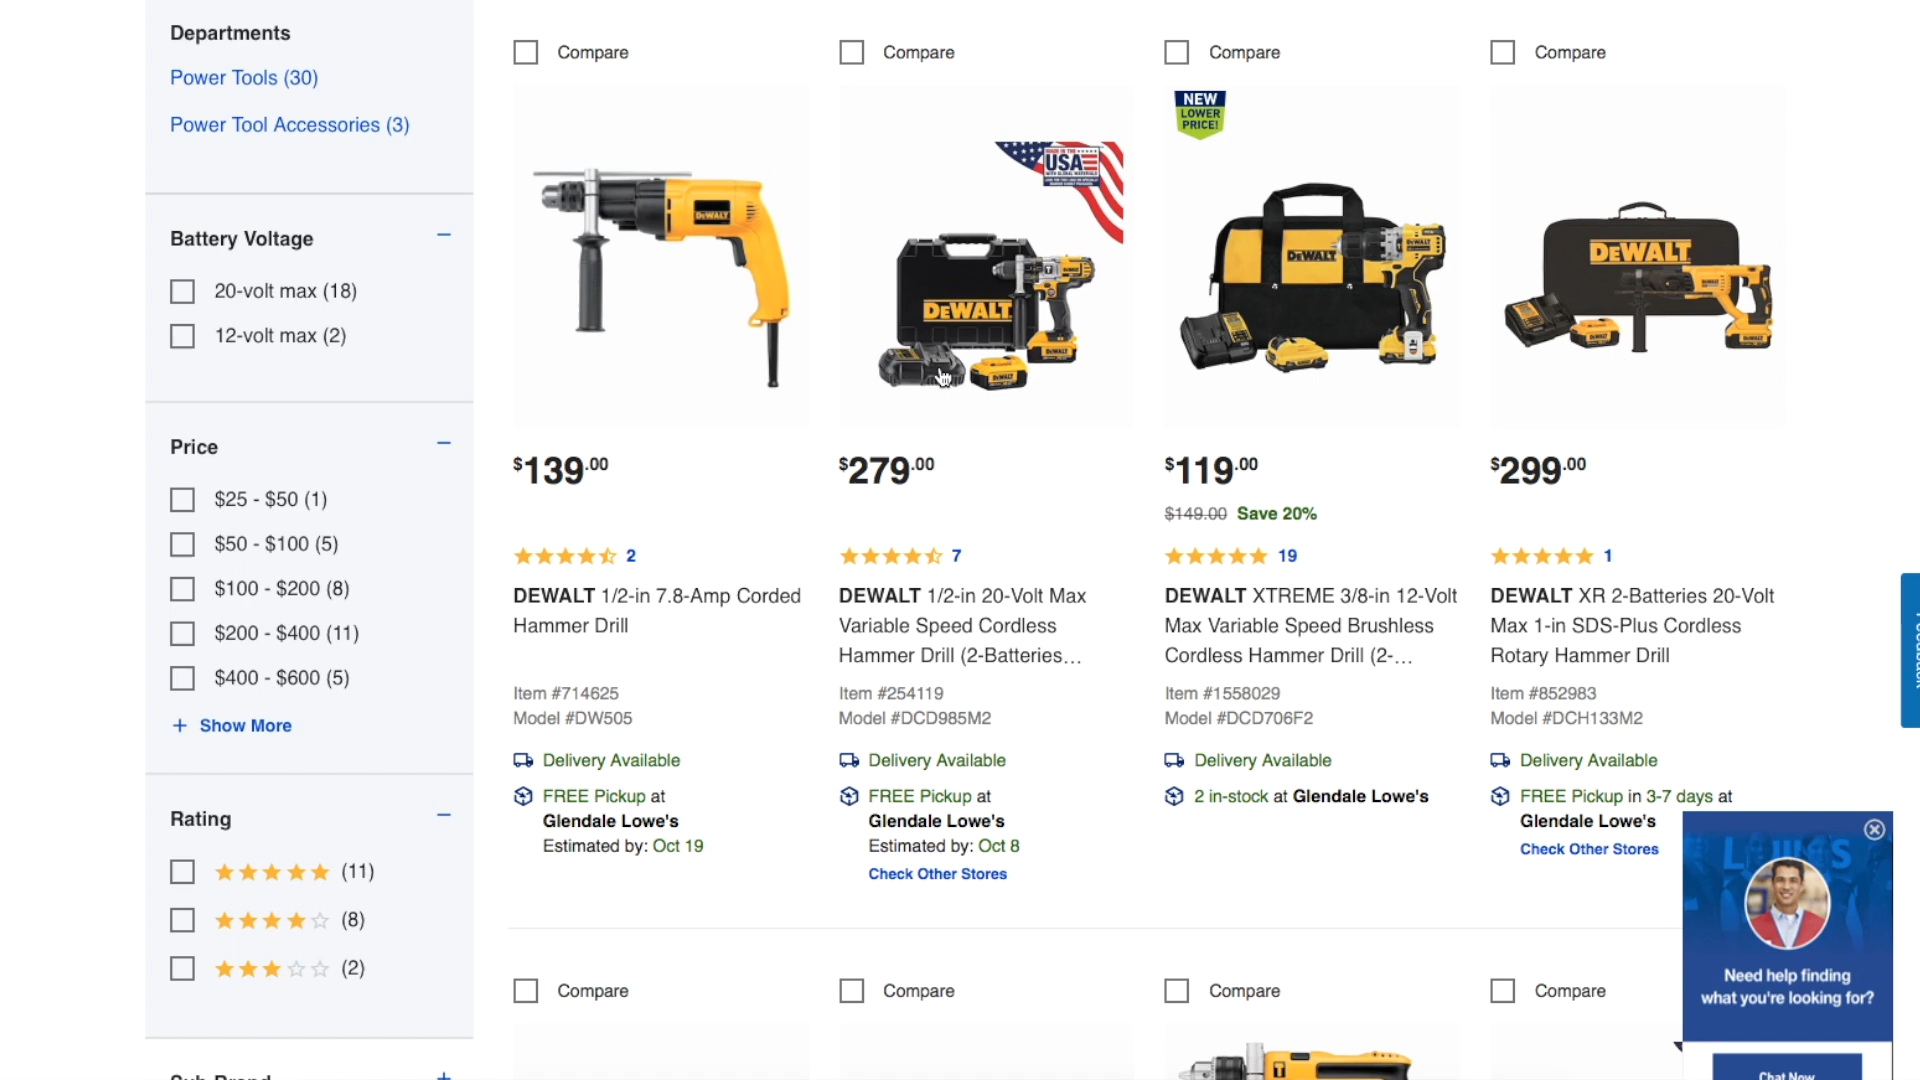 Departments
Power Tools (30)
Power Tool Accessories (3)
Battery Voltage
20-volt max (18)
12-volt max (2)
Price
$25 - $50 (1)
$50 - $100 (5)
$100 - $200 (8)
$200 - $400 (11)
$400 - $600 (5)
+ Show More
Rating
(11)
(8)
(2)
Compare
DEWALT
$139.00
2
DEWALT 1/2-in 7.8-Amp Corded
Hammer Drill
Item #714625
Model #DW505
Delivery Available
FREE Pickup at
Glendale Lowe's
Estimated by: Oct 19
Compare
MADE IN THE
USA
DEWALT
DEWALT
DEWALT
$279.00
7
DEWALT 1/2-in 20-Volt Max
Variable Speed Cordless
Hammer Drill (2-Batteries...
Item #254119
Model #DCD985M2
Delivery Available
FREE Pickup at
Glendale Lowe's
Estimated by: Oct 8
Check Other Stores
Compare
NEW
LOWER
PRICE!
DEWALT
DEWALT
$119.00
$149.00 Save 20%
19
DEWALT XTREME 3/8-in 12-Volt
Max Variable Speed Brushless
Cordless Hammer Drill (2-...
Item #1558029
Model #DCD706F2
Delivery Available
2 in-stock at Glendale Lowe's
Compare
DEWALT
$299.00
1
DEWALT XR 2-Batteries 20-Volt
Max 1-in SDS-Plus Cordless
Rotary Hammer Drill
Item #852983
Model #DCH133M2
Delivery Available
FREE Pickup in 3-7 days at
Glendale Lowe's
Check Other Stores
Compare
Compare
Compare
Compare
Need help finding
what you're looking for?
Chat Now
Sub-Brand
Feedback